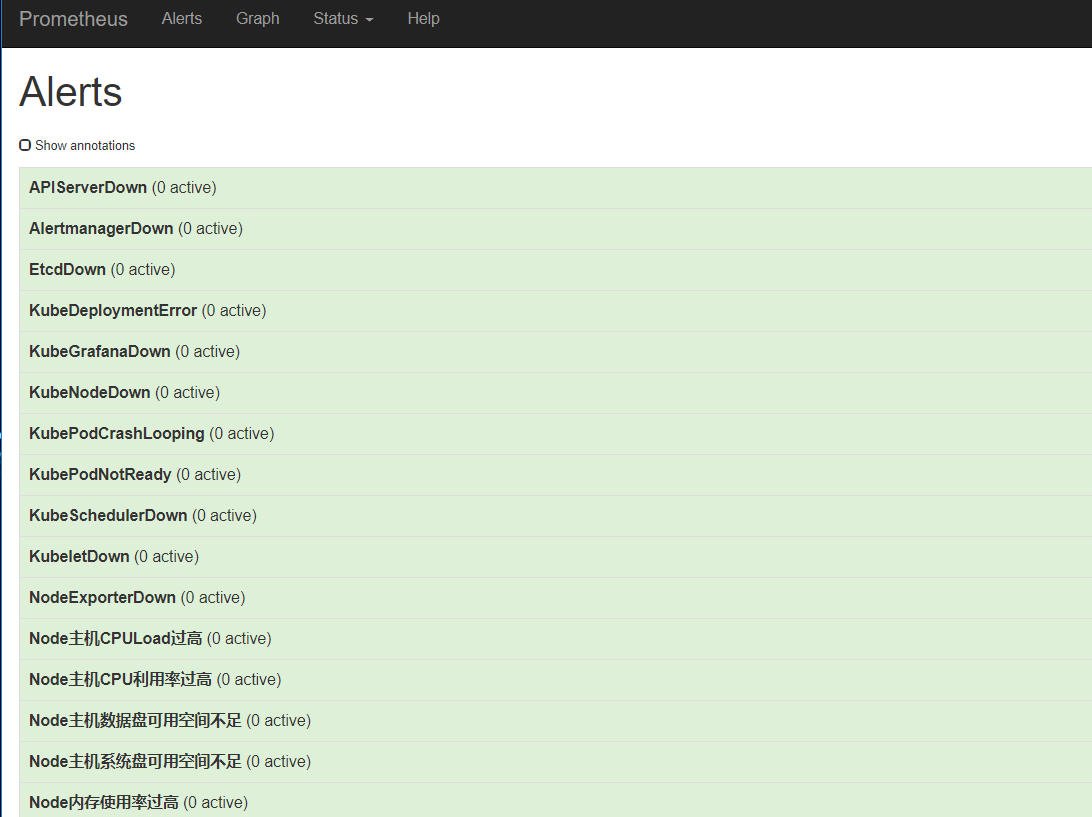 Prometheus Alerts Graph Status Help
Alerts
Show annotations
APIServerDown (0 active)
AlertmanagerDown (0 active)
EtcdDown (0 active)
KubeDeploymentError (0 active)
KubeGrafanaDown (0 active)
KubeNodeDown (0 active)
KubePodCrashLooping (0 active)
KubePodNotReady (0 active)
KubeSchedulerDown (0 active)
KubeletDown (0 active)
NodeExporterDown (0 active)
Node主机CPULoad过高 (0 active)
Node主机CPU利用率过高 (0 active)
Node主机数据盘可用空间不足 (0 active)
Node主机系统盘可用空间不足 (0 active)
Node内存使用率过高 (0 active)